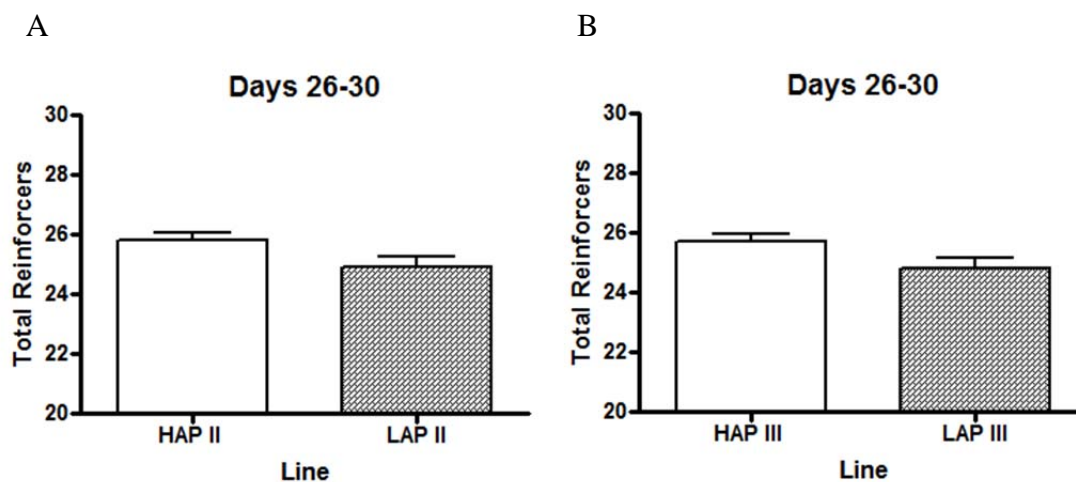 A
Days 26-30
Total Reinforcers
30
28
26
24
22
20
HAP II LAP II
Line
B
Days 26-30
Total Reinforcers
30
28
26
24
22
20
HAP III LAP III
Line